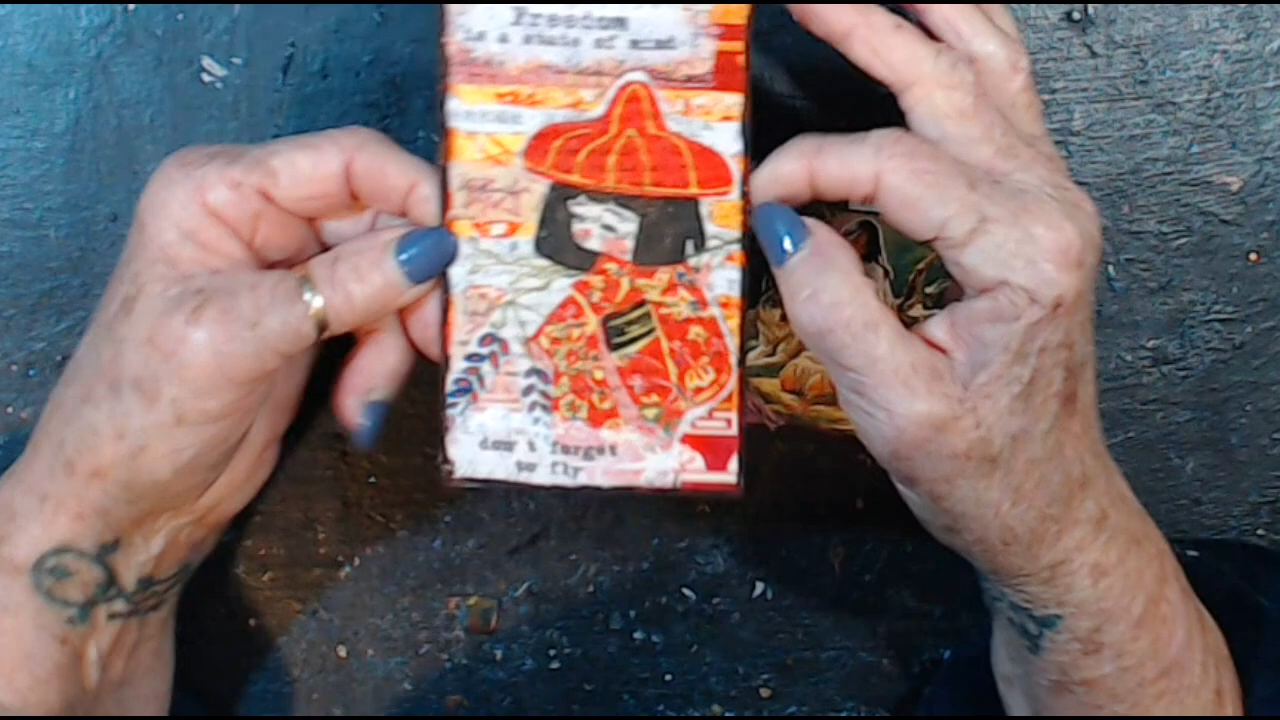 Freedom
is a state of mind
don't forget
to fly